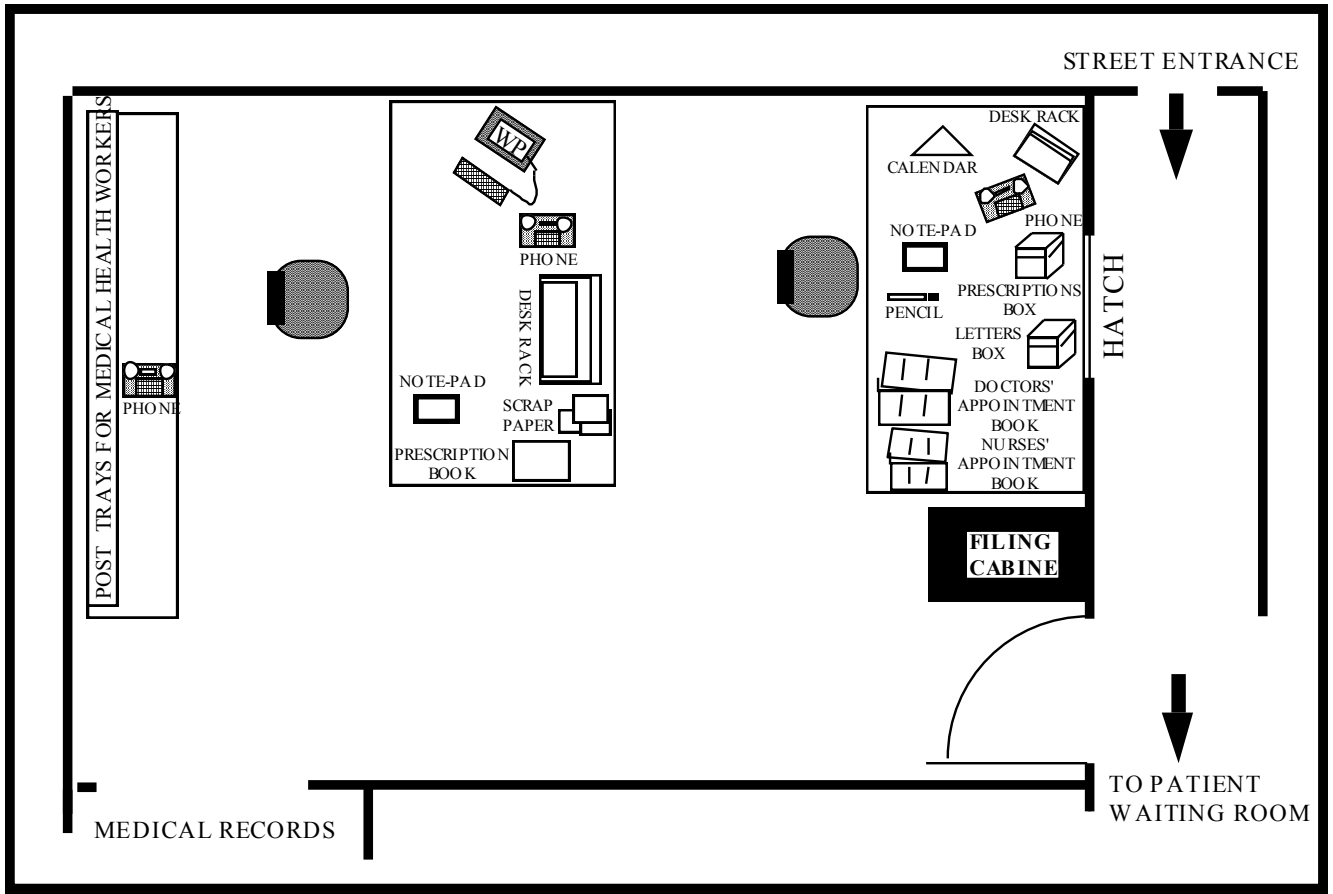 STREET ENTRANCE
POST TRAYS FOR MEDICAL HEALTH WORKERS
PHONE
WP
PHONE
DESK RACK
NOTE-PAD
SCRAP
PAPER
PRESCRIPTION
BOOK
DESK RACK
CALENDAR
PHONE
NOTE-PAD
PRESCRIPTIONS
BOX
PENCIL
LETTERS
BOX
DOCTORS'
APPOINTMENT
BOOK
NURSES'
APPOINTMENT
BOOK
HATCH
FILING
CABINE
MEDICAL RECORDS
TO PATIENT
WAITING ROOM